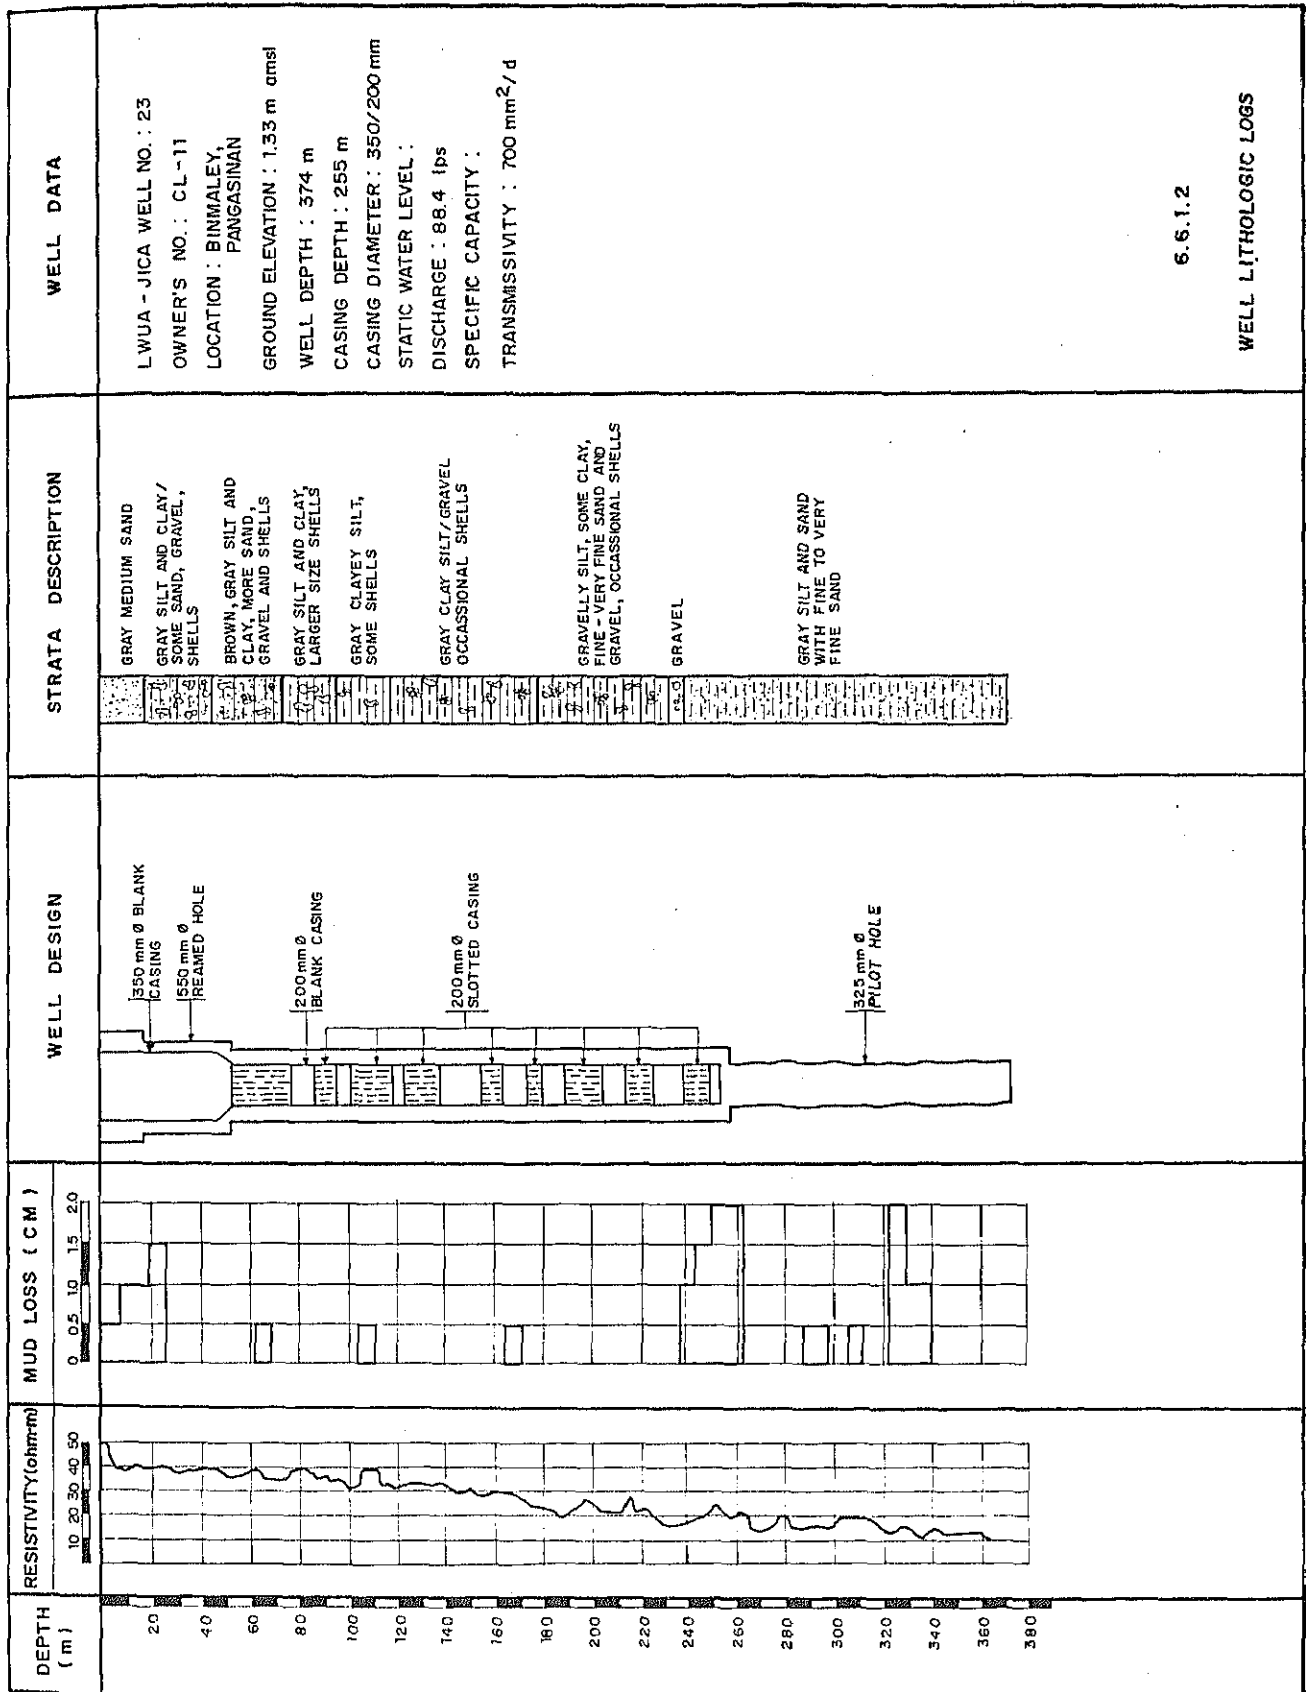 DEPTH
(m)
RESISTIVITY(ohm-m)
MUD LOSS (CM)
WELL DESIGN
STRATA DESCRIPTION
WELL DATA
10 20 30 40 50
0 0.5 1.0 1.5 2.0
20
40
60
80
100
120
140
160
180
200
220
240
260
280
300
320
340
360
380
350 mm Ø BLANK
CASING
550 mm Ø
REAMED HOLE
200 mm Ø
BLANK CASING
200 mm Ø
SLOTTED CASING
325 mm Ø
PILOT HOLE
GRAY MEDIUM SAND
GRAY SILT AND CLAY/
SOME SAND, GRAVEL,
SHELLS
BROWN, GRAY SILT AND
CLAY, MORE SAND,
GRAVEL AND SHELLS
GRAY SILT AND CLAY,
LARGER SIZE SHELLS
GRAY CLAYEY SILT,
SOME SHELLS
GRAY CLAY SILT/GRAVEL
OCCASSIONAL SHELLS
GRAVELLY SILT, SOME CLAY,
FINE - VERY FINE SAND AND
GRAVEL, OCCASSIONAL SHELLS
GRAVEL
GRAY SILT AND SAND
WITH FINE TO VERY
FINE SAND
LWUA - JICA WELL NO. : 23
OWNER'S NO. : CL-11
LOCATION : BINMALEY,
PANGASINAN
GROUND ELEVATION : 1.33 m amsl
WELL DEPTH : 374 m
CASING DEPTH : 255 m
CASING DIAMETER : 350/200 mm
STATIC WATER LEVEL :
DISCHARGE : 88.4 lps
SPECIFIC CAPACITY :
TRANSMISSIVITY : 700 mm²/d
6.6.1.2
WELL LITHOLOGIC LOGS